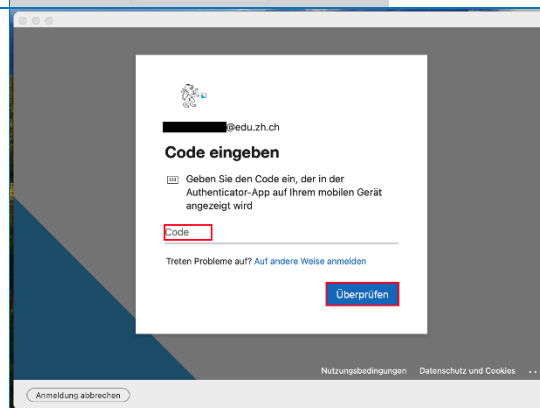 @edu.zh.ch
Code eingeben
Geben Sie den Code ein, der in der
Authenticator-App auf Ihrem mobilen Gerät
angezeigt wird
Code
Treten Probleme auf? Auf andere Weise anmelden
Überprüfen
Nutzungsbedingungen Datenschutz und Cookies ..
Anmeldung abbrechen